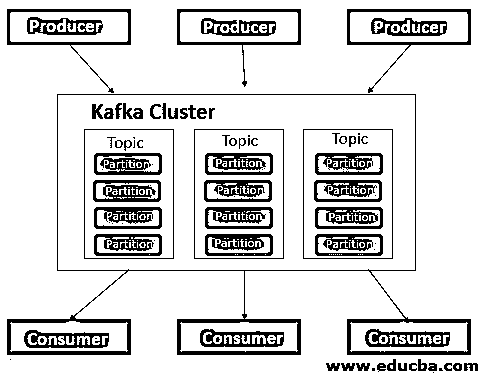 Producer Producer Producer
Kafka Cluster
Topic Topic Topic
Partition Partition Partition
Partition Partition Partition
Partition Partition Partition
Partition Partition Partition
Consumer Consumer Consumer
www.educba.com